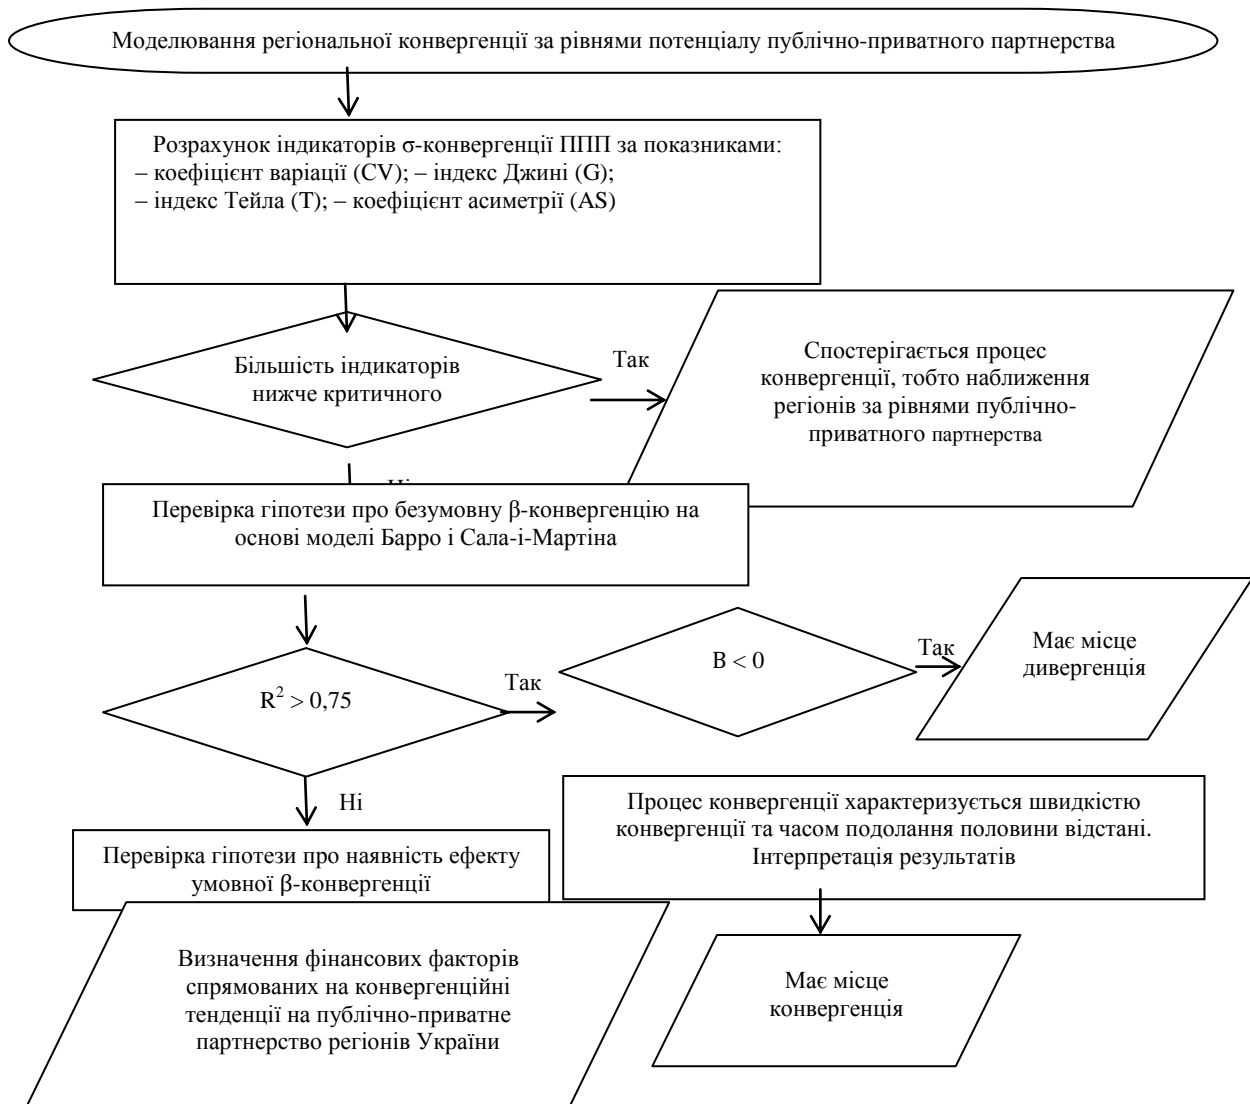 Моделювання регіональної конвергенції за рівнями потенціалу публічно-приватного партнерства
Розрахунок індикаторів σ-конвергенції ППП за показниками:
– коефіцієнт варіації (CV); – індекс Джині (G);
– індекс Тейла (Т); – коефіцієнт асиметрії (AS)
Більшість індикаторів
нижче критичного
Так
Спостерігається процес
конвергенції, тобто наближення
регіонів за рівнями публічно-
приватного партнерства
Перевірка гіпотези про безумовну β-конвергенцію на
основі моделі Барро і Сала-і-Мартіна
R² > 0,75
Так
B < 0
Так
Має місце
дивергенція
Ні
Перевірка гіпотези про наявність ефекту
умовної β-конвергенції
Процес конвергенції характеризується швидкістю
конвергенції та часом подолання половини відстані.
Інтерпретація результатів
Визначення фінансових факторів
спрямованих на конвергенційні
тенденції на публічно-приватне
партнерство регіонів України
Має місце
конвергенція